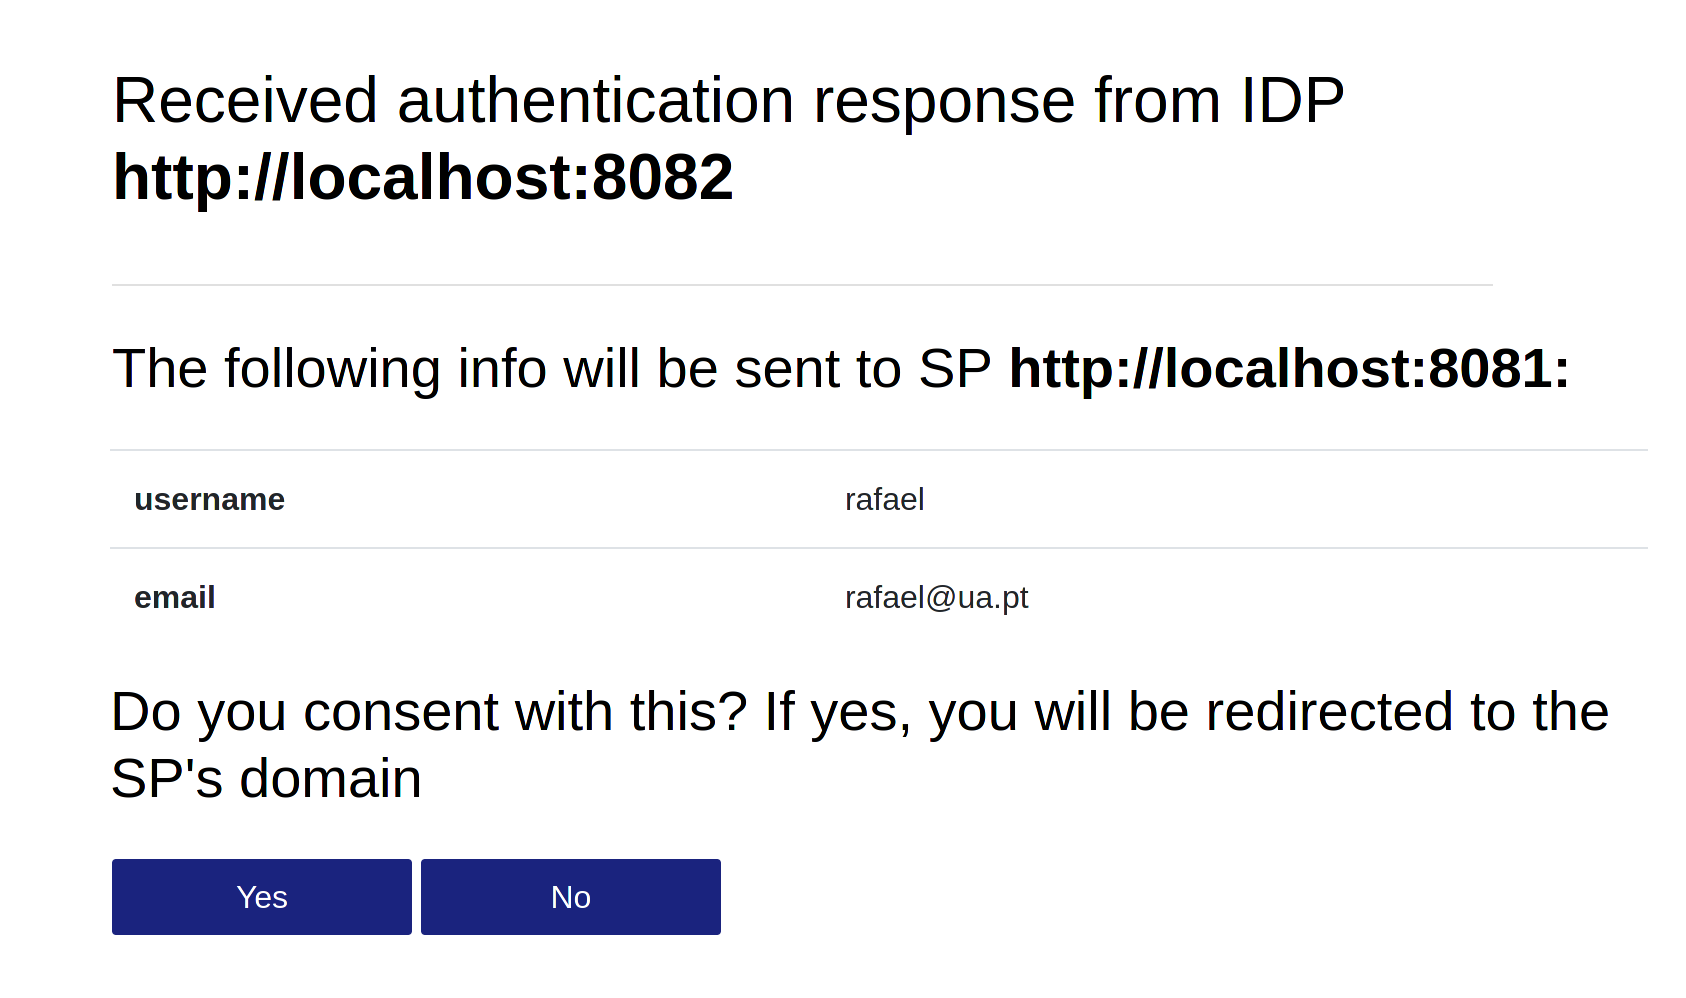 Received authentication response from IDP
http://localhost:8082
The following info will be sent to SP http://localhost:8081:
username rafael
email rafael@ua.pt
Do you consent with this? If yes, you will be redirected to the
SP's domain
Yes No